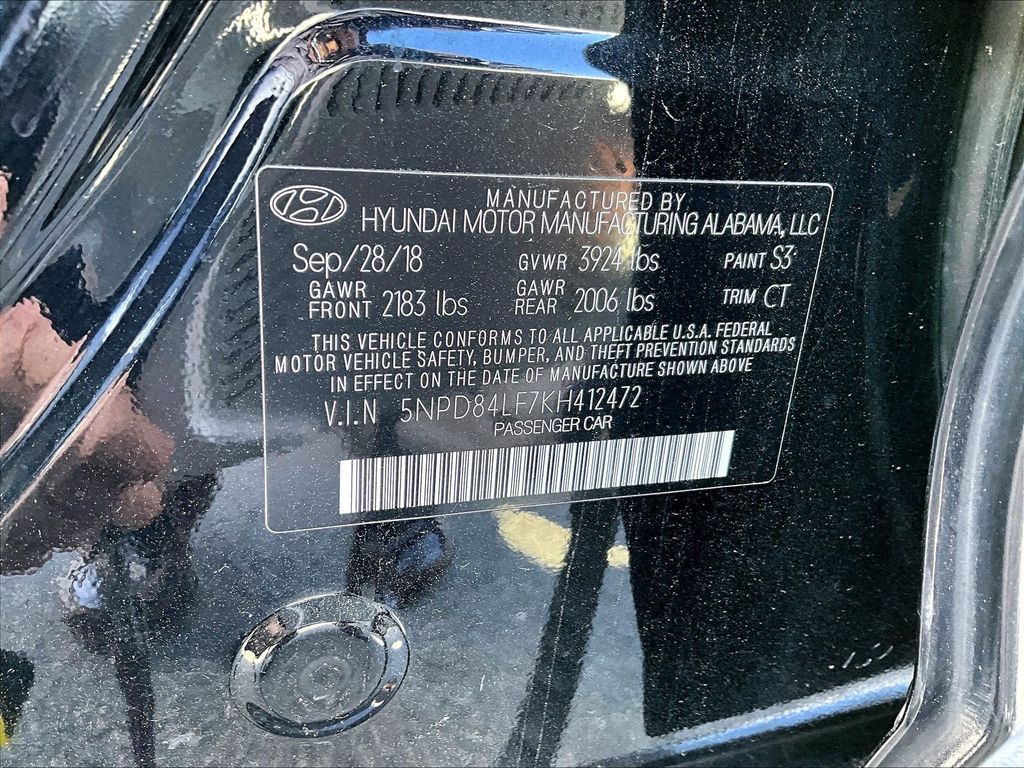 MANUFACTURED BY
HYUNDAI MOTOR MANUFACTURING ALABAMA, LLC
Sep/28/18 GVWR 3924 lbs PAINT S3
GAWR FRONT 2183 lbs GAWR REAR 2006 lbs TRIM CT
THIS VEHICLE CONFORMS TO ALL APPLICABLE U.S.A. FEDERAL
MOTOR VEHICLE SAFETY, BUMPER, AND THEFT PREVENTION STANDARDS
IN EFFECT ON THE DATE OF MANUFACTURE SHOWN ABOVE
V.I.N 5NPD84LF7KH412472
PASSENGER CAR